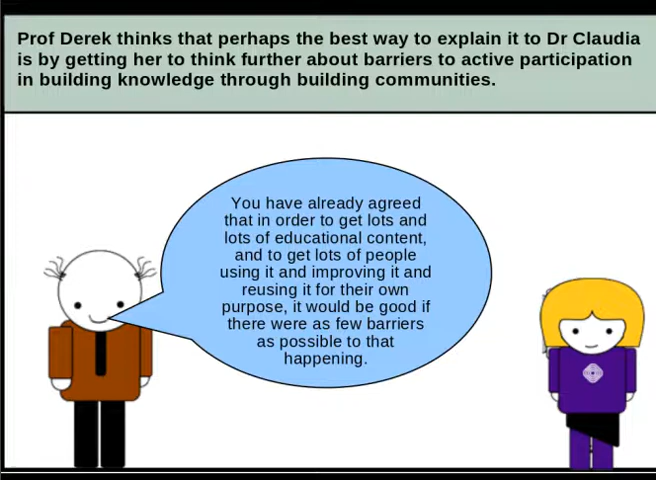 Prof Derek thinks that perhaps the best way to explain it to Dr Claudia
is by getting her to think further about barriers to active participation
in building knowledge through building communities.
You have already agreed
that in order to get lots and
lots of educational content,
and to get lots of people
using it and improving it and
reusing it for their own
purpose, it would be good if
there were as few barriers
as possible to that
happening.